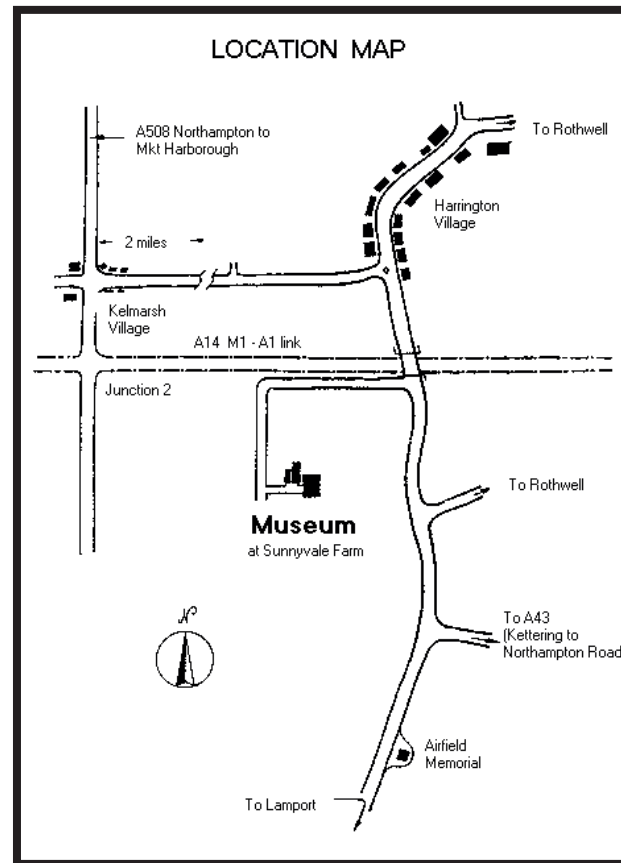 LOCATION MAP
A508 Northampton to
Mkt Harborough
To Rothwell
Harrington
Village
2 miles
Kelmarsh
Village
A14 M1 - A1 link
Junction 2
To Rothwell
Museum
at Sunnyvale Farm
N
To A43
(Kettering to
Northampton Road
Airfield
Memorial
To Lamport